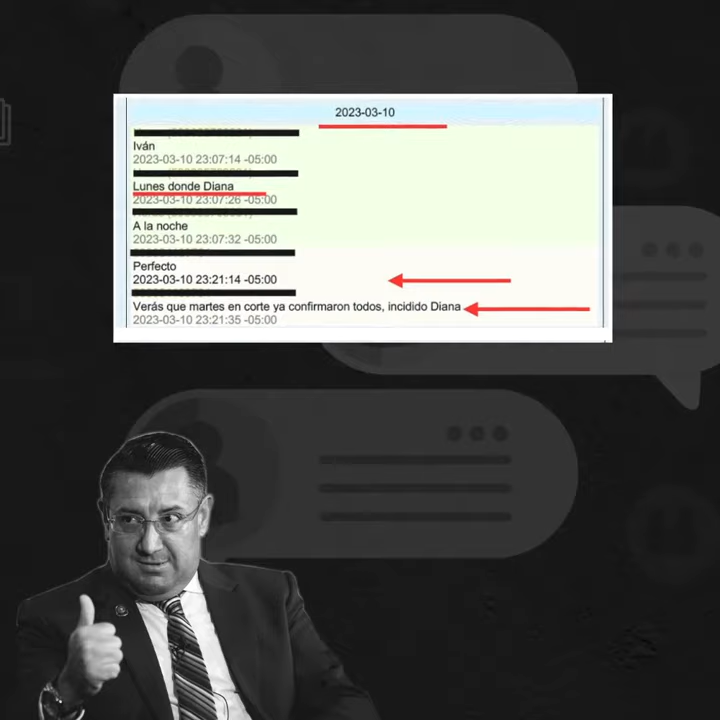 2023-03-10
Iván
2023-03-10 23:07:14 -05:00
Lunes donde Diana
2023-03-10 23:07:26 -05:00
A la noche
2023-03-10 23:07:32 -05:00
Perfecto
2023-03-10 23:21:14 -05:00
Verás que martes en corte ya confirmaron todos, incidido Diana
2023-03-10 23:21:35 -05:00